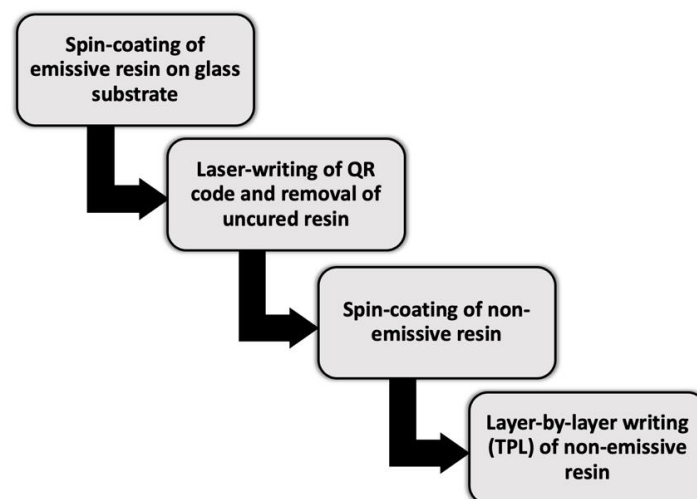 Spin-coating of
emissive resin on glass
substrate
Laser-writing of QR
code and removal of
uncured resin
Spin-coating of non-
emissive resin
Layer-by-layer writing
(TPL) of non-emissive
resin